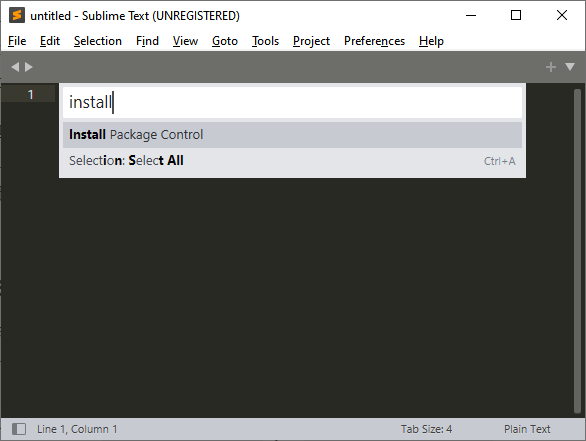 untitled - Sublime Text (UNREGISTERED)
File Edit Selection Find Goto Tools Project Preferences Help
1
install
Install Package Control
Selection: Select All Ctrl+A
Line 1, Column 1 Tab Size: 4 Plain Text